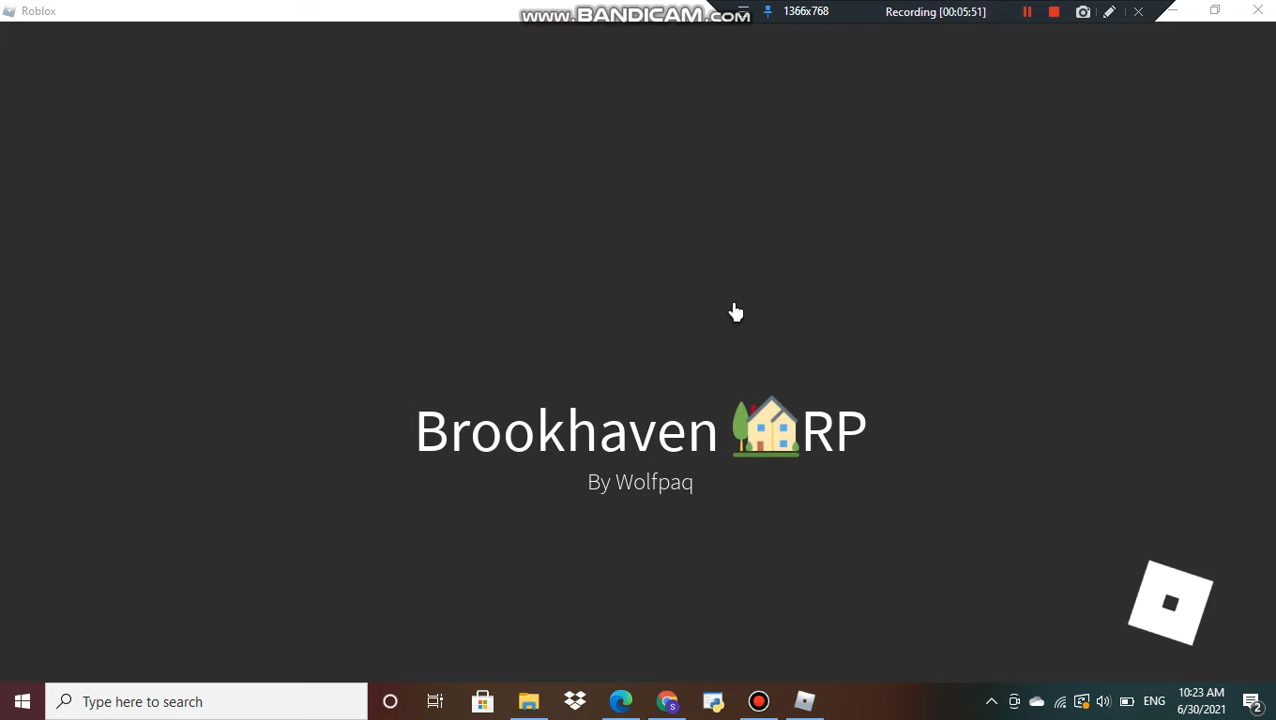 Roblox
www.BANDICAM.com
1366x768
Recording [00:05:51]
Brookhaven 🏡RP
By Wolfpaq
Type here to search
S
ENG
10:23 AM
6/30/2021
2